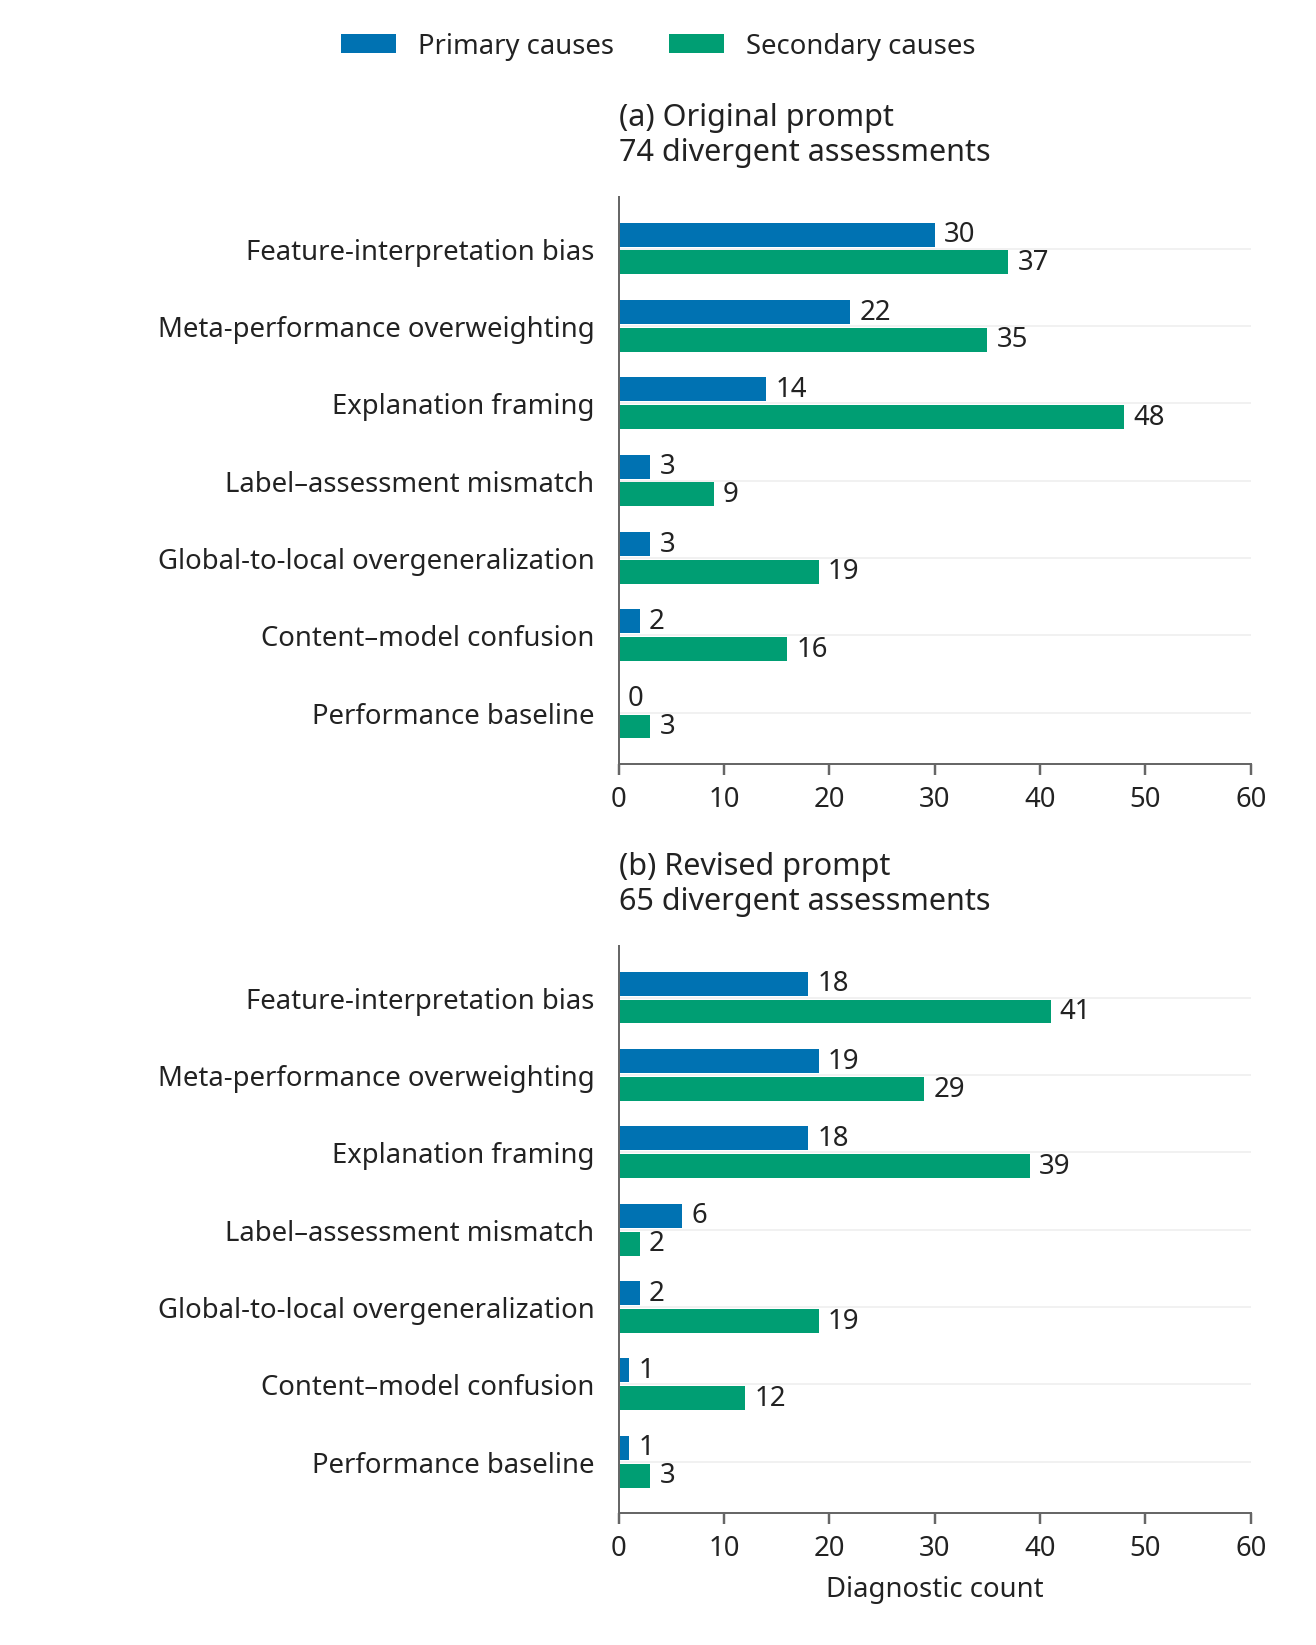 Primary causes
Secondary causes
(a) Original prompt
74 divergent assessments
Feature-interpretation bias
30
37
Meta-performance overweighting
22
35
Explanation framing
14
48
Label–assessment mismatch
3
9
Global-to-local overgeneralization
3
19
Content–model confusion
2
16
Performance baseline
0
3
0 10 20 30 40 50 60
(b) Revised prompt
65 divergent assessments
Feature-interpretation bias
18
41
Meta-performance overweighting
19
29
Explanation framing
18
39
Label–assessment mismatch
6
2
Global-to-local overgeneralization
2
19
Content–model confusion
1
12
Performance baseline
1
3
0 10 20 30 40 50 60
Diagnostic count